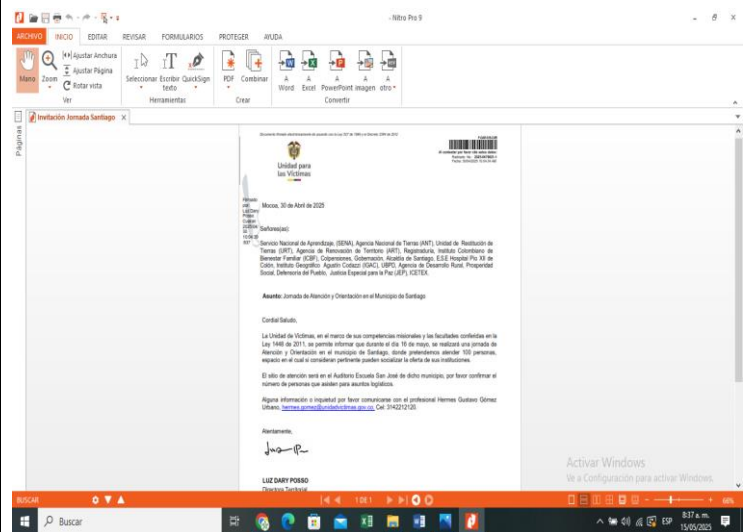 - Nitro Pro 9
ARCHIVO INICIO EDITAR REVISAR FORMULARIOS PROTEGER AYUDA
Mano
Zoom
Ajustar Anchura
Ajustar Página
Rotar vista
Seleccionar Escribir texto QuickSign
PDF Combinar
A Word A Excel A PowerPoint A imagen A otro
Ver Herramientas Crear Convertir
Invitación Jornada Santiago x
Páginas
Unidad para
las Víctimas
Mocoa, 30 de Abril de 2025
Señores(as):
Servicio Nacional de Aprendizaje, (SENA), Agencia Nacional de Tierras (ANT), Unidad de Restitución de
Tierras (URT), Agencia de Renovación de Territorio (ART), Registraduría, Instituto Colombiano de
Bienestar Familiar (ICBF), Colpensiones, Gobernación, Alcaldía de Santiago, E.S.E Hospital Pio XII de
Colón, Instituto Geográfico Agustín Codazzi (IGAC), UBPD, Agencia de Desarrollo Rural, Prosperidad
Social, Defensoría del Pueblo, Justicia Especial para la Paz (JEP), ICETEX.
Asunto: Jornada de Atención y Orientación en el Municipio de Santiago
Cordial Saludo,
La Unidad de Víctimas, en el marco de sus competencias misionales y las facultades conferidas en la
Ley 1448 de 2011, se permite informar que durante el día 16 de mayo, se realizará una jornada de
Atención y Orientación en el municipio de Santiago, donde pretendemos atender 100 personas,
espacio en el cual si consideran pertinente pueden socializar la oferta de sus instituciones.
El sitio de atención será en el Auditorio Escuela San José de dicho municipio, por favor confirmar el
número de personas que asisten para asuntos logísticos.
Alguna información o inquietud por favor comunicarse con el profesional Hermes Gustavo Gómez
Urbano, hermes.gomez@unidadvictimas.gov.co; Cel: 3142212120.
Atentamente,
LUZ DARY POSSO
Directora Territorial
Activar Windows
Ve a Configuración para activar Windows.
BUSCAR
1 DE 1
66%
Buscar
ESP
8:37 a. m.
15/05/2025